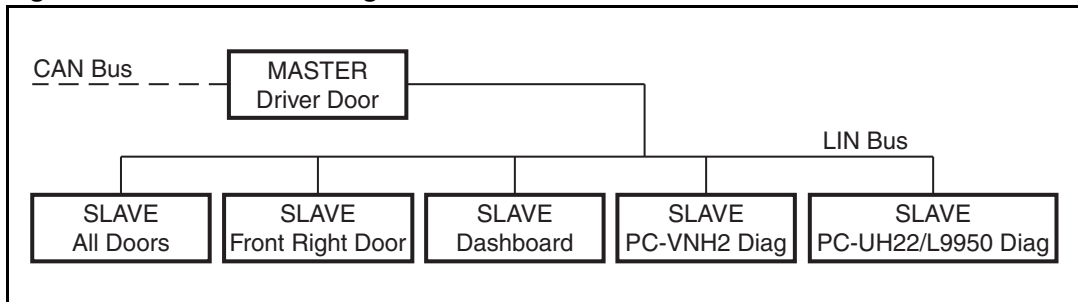 CAN Bus
MASTER
Driver Door
LIN Bus
SLAVE
All Doors
SLAVE
Front Right Door
SLAVE
Dashboard
SLAVE
PC-VNH2 Diag
SLAVE
PC-UH22/L9950 Diag